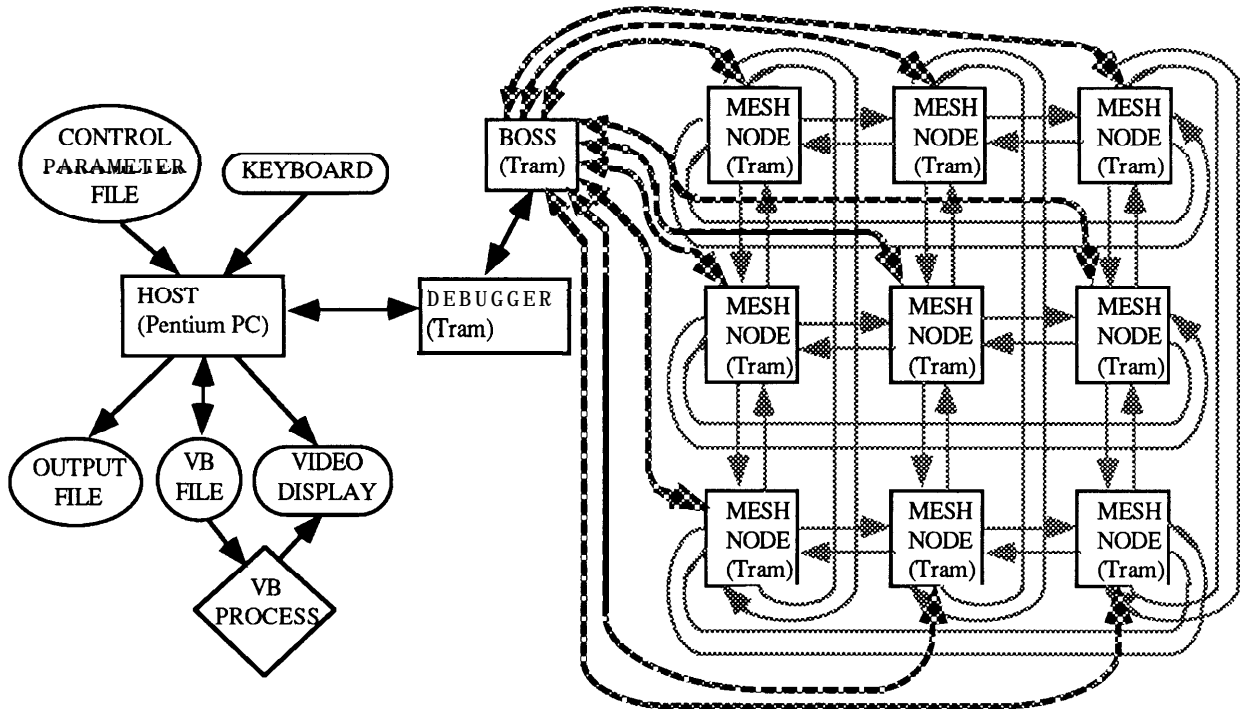 CONTROL
PARAMETER
FILE
KEYBOARD
HOST
(Pentium PC)
OUTPUT
FILE
VB
FILE
VIDEO
DISPLAY
VB
PROCESS
BOSS
(Tram)
DEBUGGER
(Tram)
MESH
NODE
(Tram)
MESH
NODE
(Tram)
MESH
NODE
(Tram)
MESH
NODE
(Tram)
MESH
NODE
(Tram)
MESH
NODE
(Tram)
MESH
NODE
(Tram)
MESH
NODE
(Tram)
MESH
NODE
(Tram)